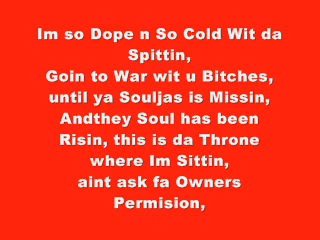 Im so Dope n So Cold Wit da
Spittin,
Goin to War wit u Bitches,
until ya Souljas is Missin,
Andthey Soul has been
Risin, this is da Throne
where Im Sittin,
aint ask fa Owners
Permision,